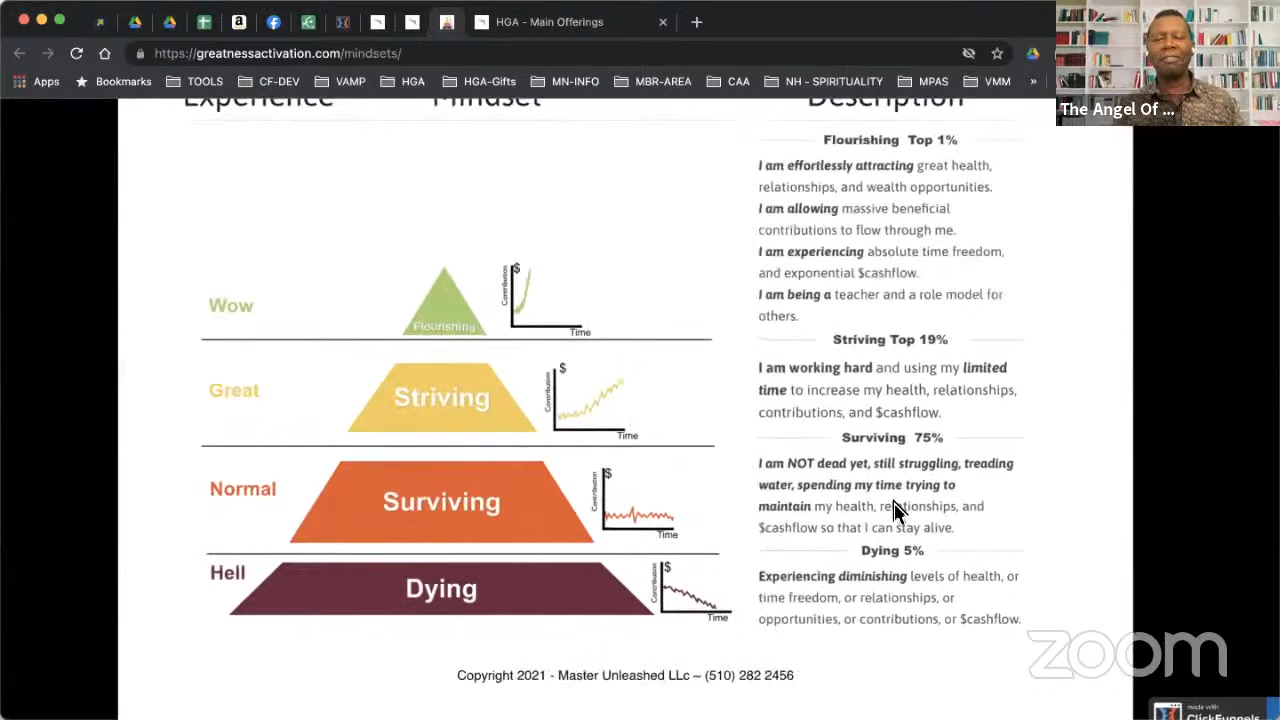 HGA - Main Offerings
https://greatnessactivation.com/mindsets/
Apps
Bookmarks
TOOLS
CF-DEV
VAMP
HGA
HGA-Gifts
MN-INFO
MBR-AREA
CAA
NH - SPIRITUALITY
MPAS
VMM
»
The Angel Of ...
Experience
Mindset
Description
Wow
Flourishing
$
Contribution
Time
Great
Striving
$
Contribution
Time
Normal
Surviving
$
Contribution
Time
Hell
Dying
$
Contribution
Time
Flourishing Top 1%
I am effortlessly attracting great health,
relationships, and wealth opportunities.
I am allowing massive beneficial
contributions to flow through me.
I am experiencing absolute time freedom,
and exponential $cashflow.
I am being a teacher and a role model for
others.
Striving Top 19%
I am working hard and using my limited
time to increase my health, relationships,
contributions, and $cashflow.
Surviving 75%
I am NOT dead yet, still struggling, treading
water, spending my time trying to
maintain my health, relationships, and
$cashflow so that I can stay alive.
Dying 5%
Experiencing diminishing levels of health, or
time freedom, or relationships, or
opportunities, or contributions, or $cashflow.
Copyright 2021 - Master Unleashed LLc ~ (510) 282 2456
zoom
made with
ClickFunnels